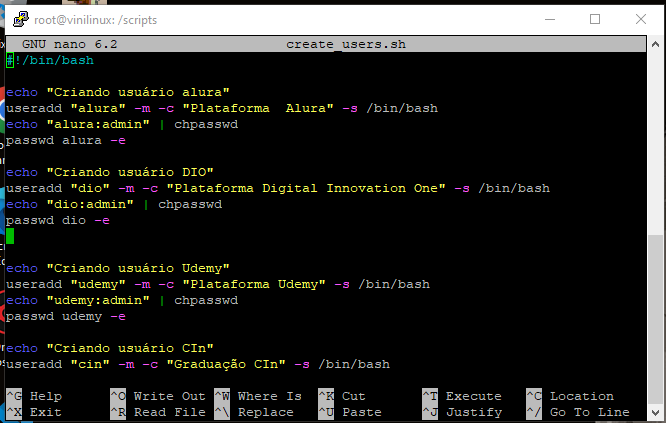 root@vinilinux: /scripts
GNU nano 6.2 create_users.sh
#!/bin/bash
echo "Criando usuário alura"
useradd "alura" -m -c "Plataforma  Alura" -s /bin/bash
echo "alura:admin" | chpasswd
passwd alura -e
echo "Criando usuário DIO"
useradd "dio" -m -c "Plataforma Digital Innovation One" -s /bin/bash
echo "dio:admin" | chpasswd
passwd dio -e
echo "Criando usuário Udemy"
useradd "udemy" -m -c "Plataforma Udemy" -s /bin/bash
echo "udemy:admin" | chpasswd
passwd udemy -e
echo "Criando usuário CIn"
useradd "cin" -m -c "Graduação CIn" -s /bin/bash
^G Help ^O Write Out ^W Where Is ^K Cut ^T Execute ^C Location
^X Exit ^R Read File ^\ Replace ^U Paste ^J Justify ^/ Go To Line